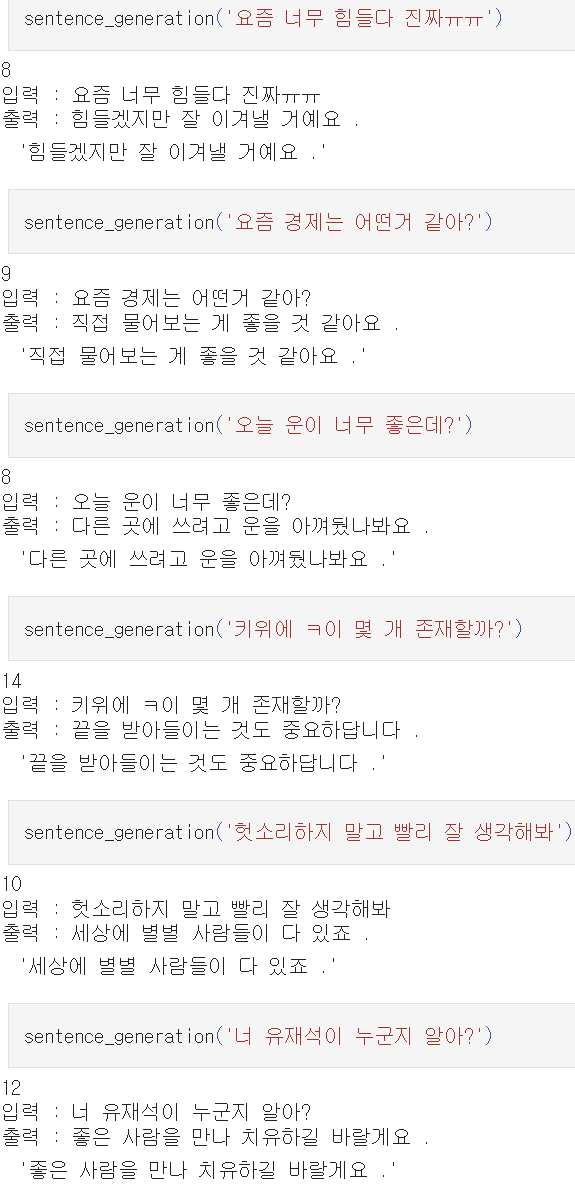 sentence_generation('요즘 너무 힘들다 진짜ㅠㅠ')
8
입력 : 요즘 너무 힘들다 진짜ㅠㅠ
출력 : 힘들겠지만 잘 이겨낼 거예요 .
'힘들겠지만 잘 이겨낼 거예요 .'
sentence_generation('요즘 경제는 어떤거 같아?')
9
입력 : 요즘 경제는 어떤거 같아?
출력 : 직접 물어보는 게 좋을 것 같아요 .
'직접 물어보는 게 좋을 것 같아요 .'
sentence_generation('오늘 운이 너무 좋은데?')
8
입력 : 오늘 운이 너무 좋은데?
출력 : 다른 곳에 쓰려고 운을 아껴뒀나봐요 .
'다른 곳에 쓰려고 운을 아껴뒀나봐요 .'
sentence_generation('키위에 ㅋ이 몇 개 존재할까?')
14
입력 : 키위에 ㅋ이 몇 개 존재할까?
출력 : 끝을 받아들이는 것도 중요하답니다 .
'끝을 받아들이는 것도 중요하답니다 .'
sentence_generation('헛소리하지 말고 빨리 잘 생각해봐')
10
입력 : 헛소리하지 말고 빨리 잘 생각해봐
출력 : 세상에 별별 사람들이 다 있죠 .
'세상에 별별 사람들이 다 있죠 .'
sentence_generation('너 유재석이 누군지 알아?')
12
입력 : 너 유재석이 누군지 알아?
출력 : 좋은 사람을 만나 치유하길 바랄게요 .
'좋은 사람을 만나 치유하길 바랄게요 .'